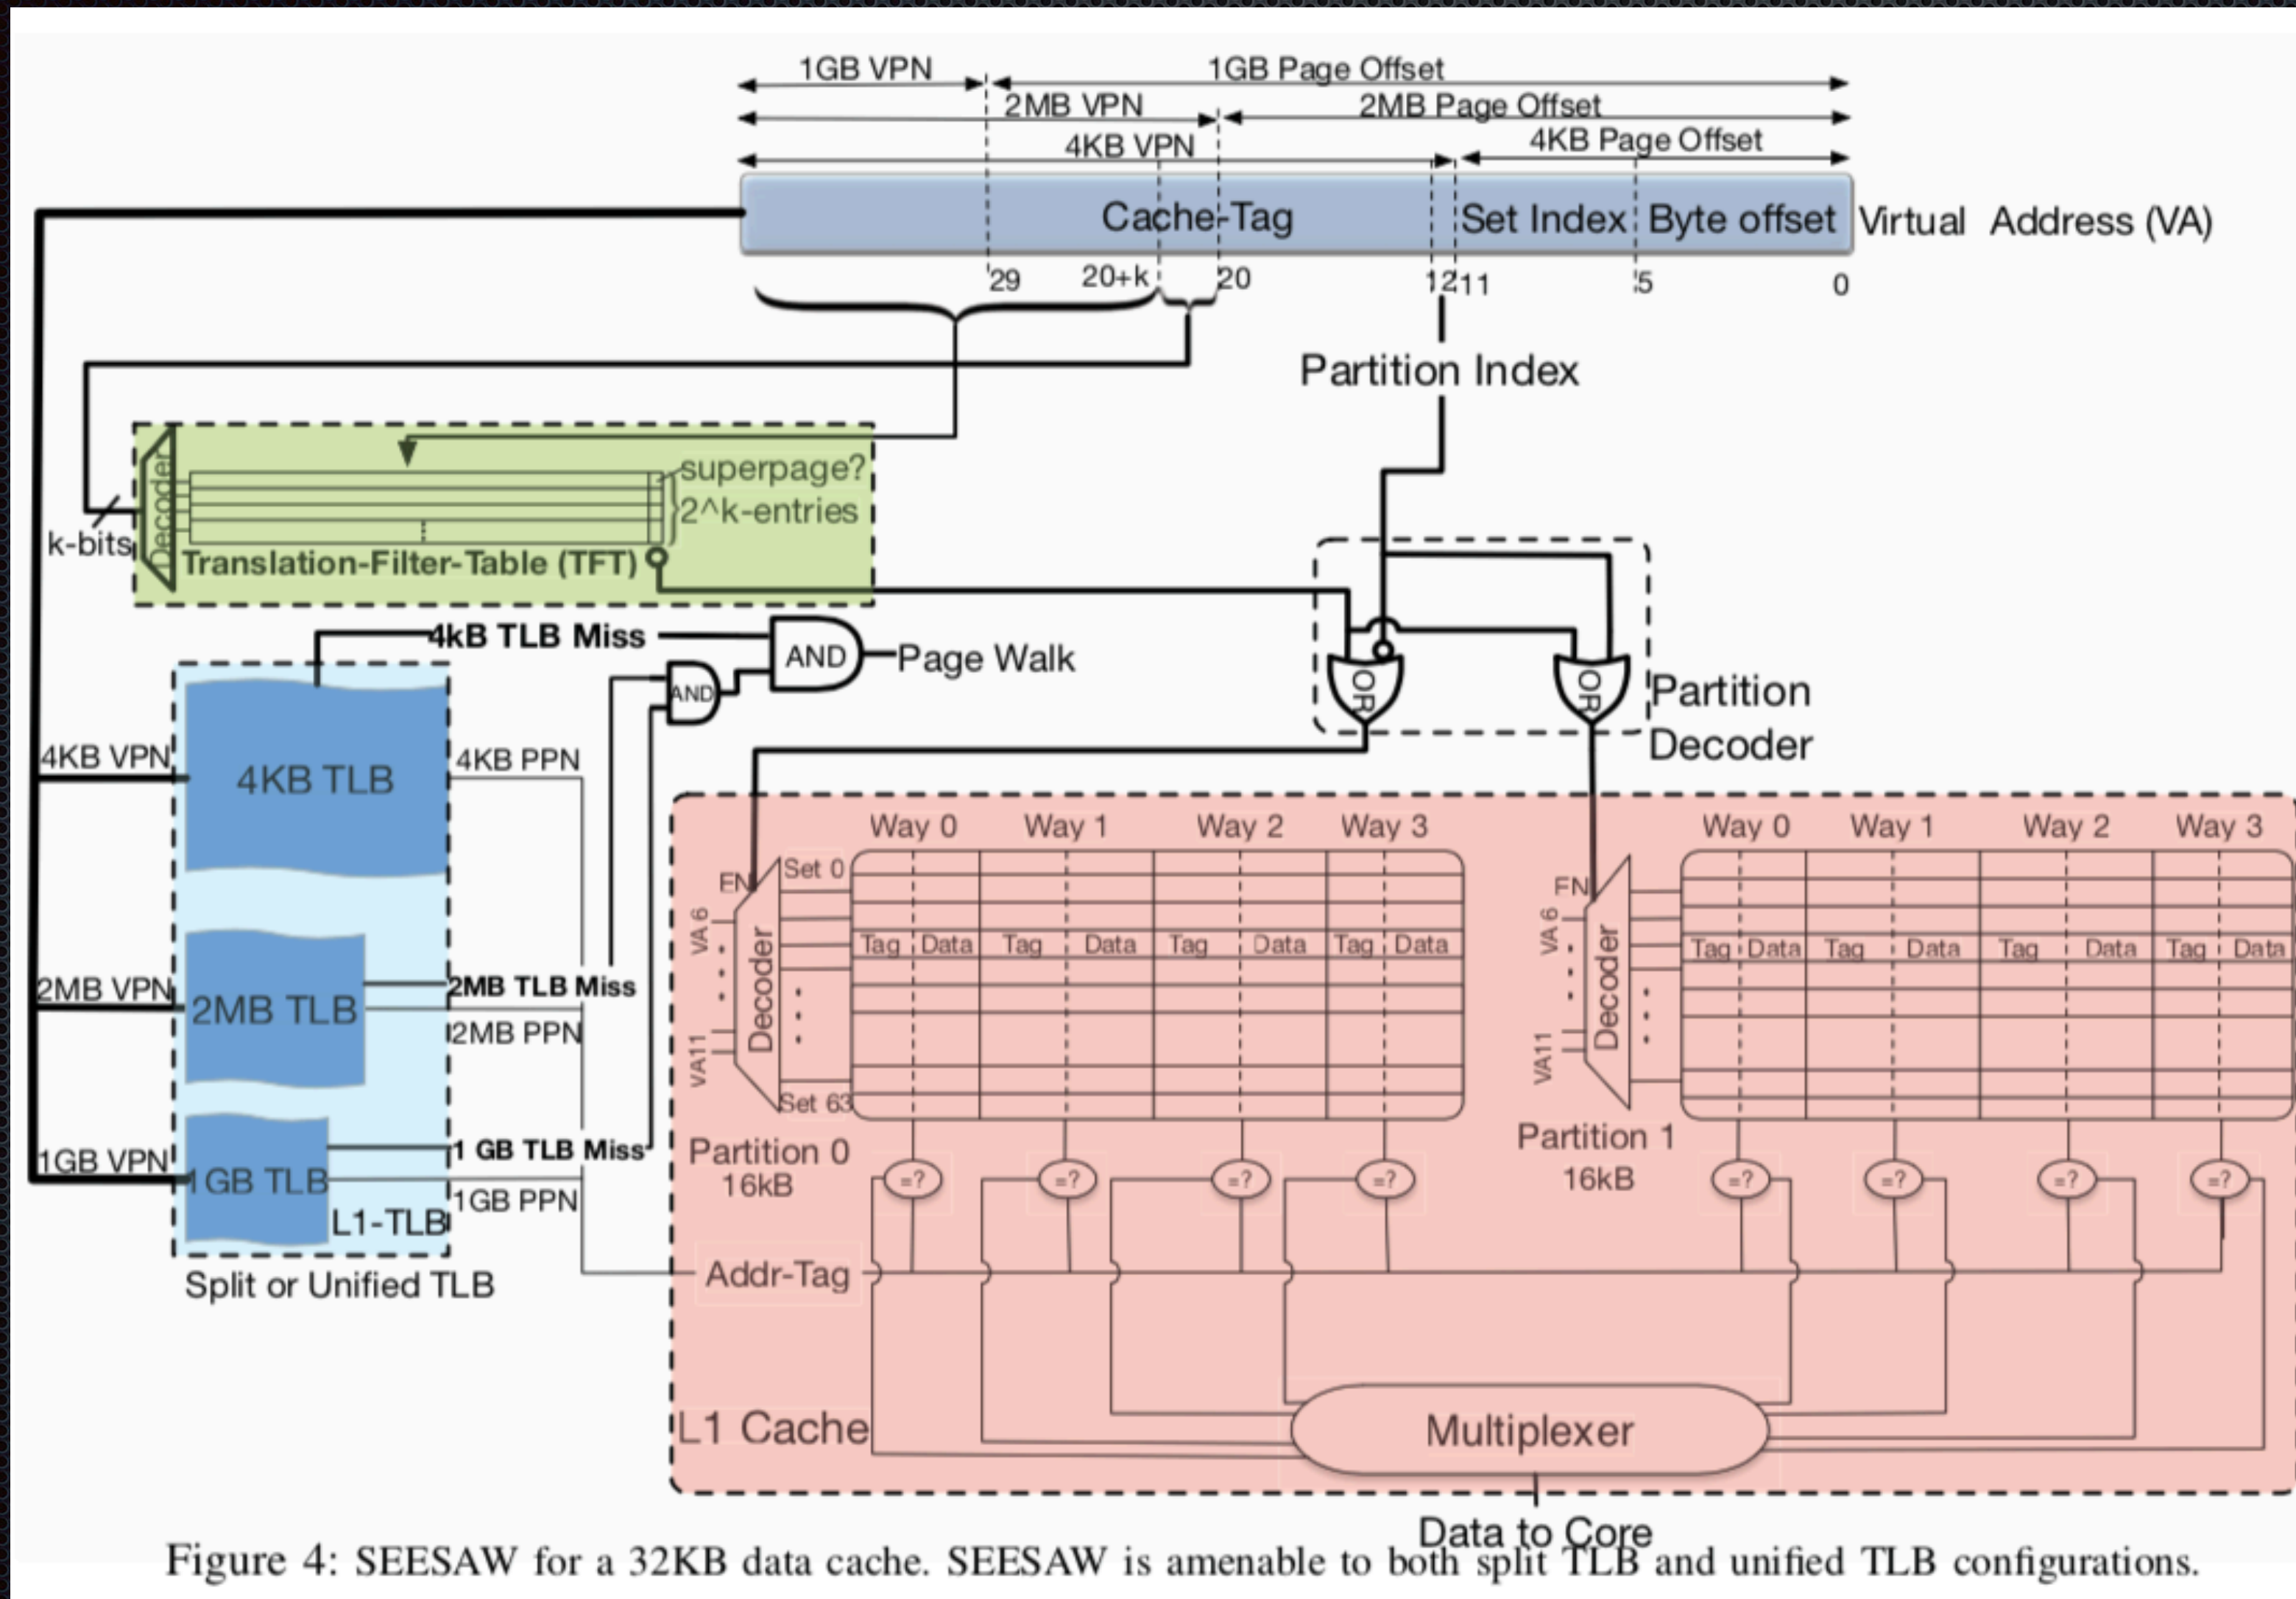 1GB VPN 1GB Page Offset
2MB VPN 2MB Page Offset
4KB VPN 4KB Page Offset
Cache-Tag Set Index Byte offset Virtual Address (VA)
29 20+k 20 12 11 5 0
Partition Index
superpage?
2^k-entries
Decoder
k-bits
Translation-Filter-Table (TFT)
4kB TLB Miss
AND
AND
Page Walk
OR
OR
Partition
Decoder
4KB VPN
4KB TLB
4KB PPN
2MB VPN
2MB TLB
2MB TLB Miss
2MB PPN
1GB VPN
1GB TLB
1 GB TLB Miss
1GB PPN
L1-TLB
Split or Unified TLB
Way 0 Way 1 Way 2 Way 3
EN
Set 0
VA 6
VA11
Decoder
Tag Data Tag Data Tag Data Tag Data
Set 63
Partition 0
16kB
=? =? =? =?
Way 0 Way 1 Way 2 Way 3
EN
VA 6
VA11
Decoder
Tag Data Tag Data Tag Data Tag Data
Partition 1
16kB
=? =? =? =?
Addr-Tag
L1 Cache
Multiplexer
Data to Core
Figure 4: SEESAW for a 32KB data cache. SEESAW is amenable to both split TLB and unified TLB configurations.